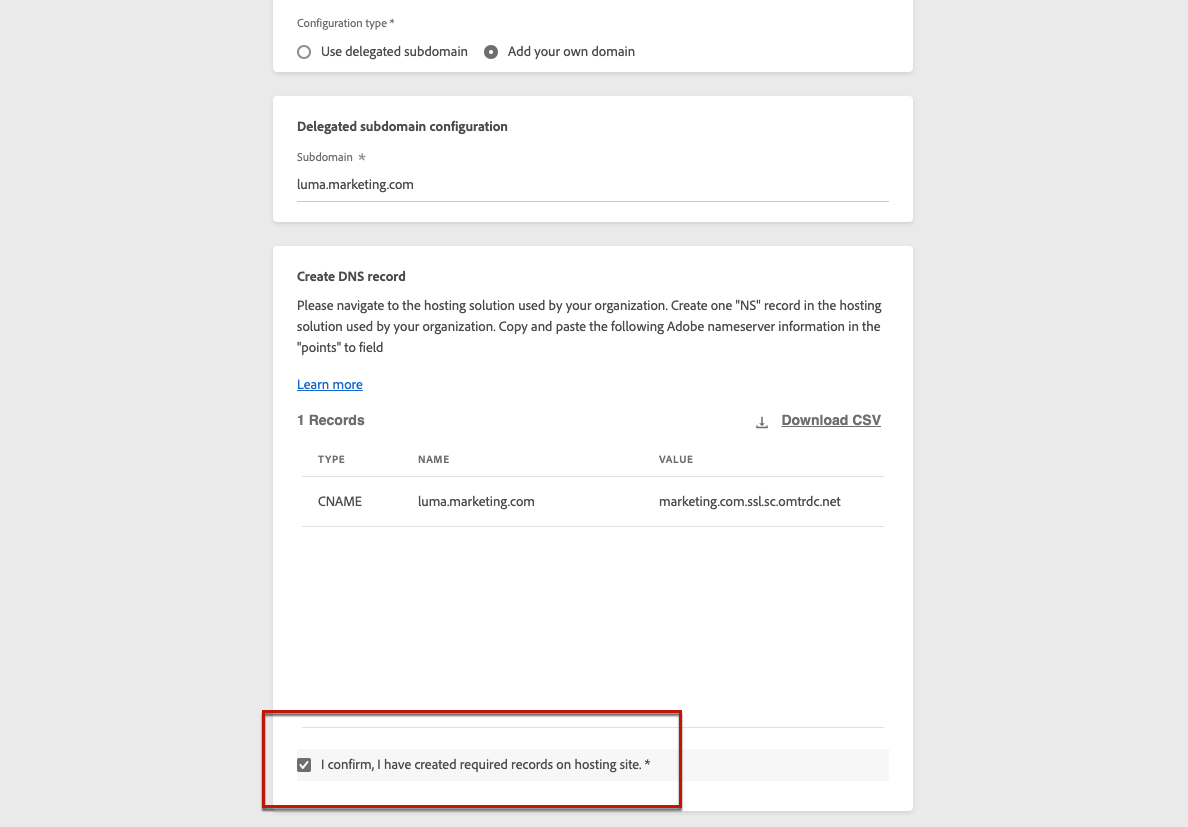 Configuration type *
Use delegated subdomain Add your own domain
Delegated subdomain configuration
Subdomain *
luma.marketing.com
Create DNS record
Please navigate to the hosting solution used by your organization. Create one "NS" record in the hosting
solution used by your organization. Copy and paste the following Adobe nameserver information in the
"points" to field
Learn more
1 Records Download CSV
TYPE NAME VALUE
CNAME luma.marketing.com marketing.com.ssl.sc.omtrdc.net
I confirm, I have created required records on hosting site. *